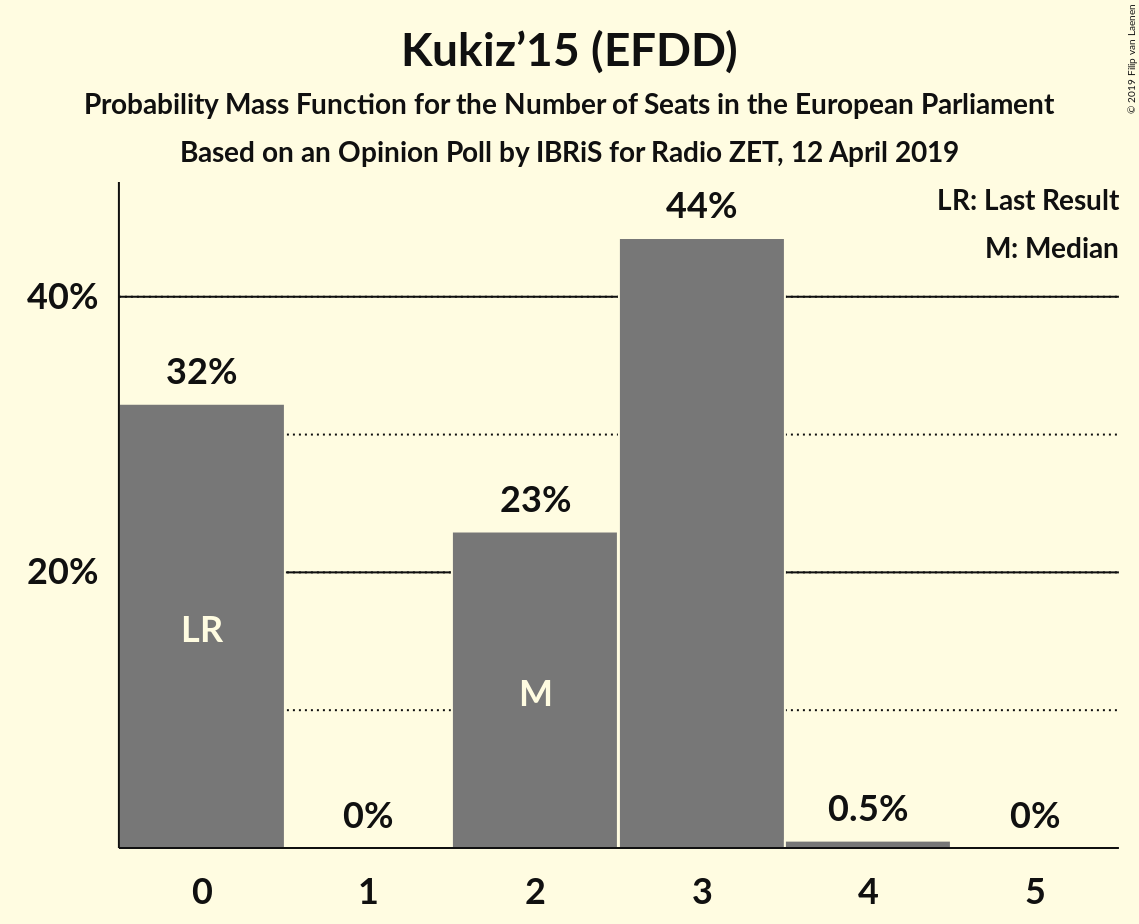 Kukiz’15 (EFDD)
Probability Mass Function for the Number of Seats in the European Parliament
Based on an Opinion Poll by IBRiS for Radio ZET, 12 April 2019
© 2019 Filip van Laenen
LR: Last Result
M: Median
40%
20%
32%
0%
23%
44%
0.5%
0%
LR
M
0 1 2 3 4 5